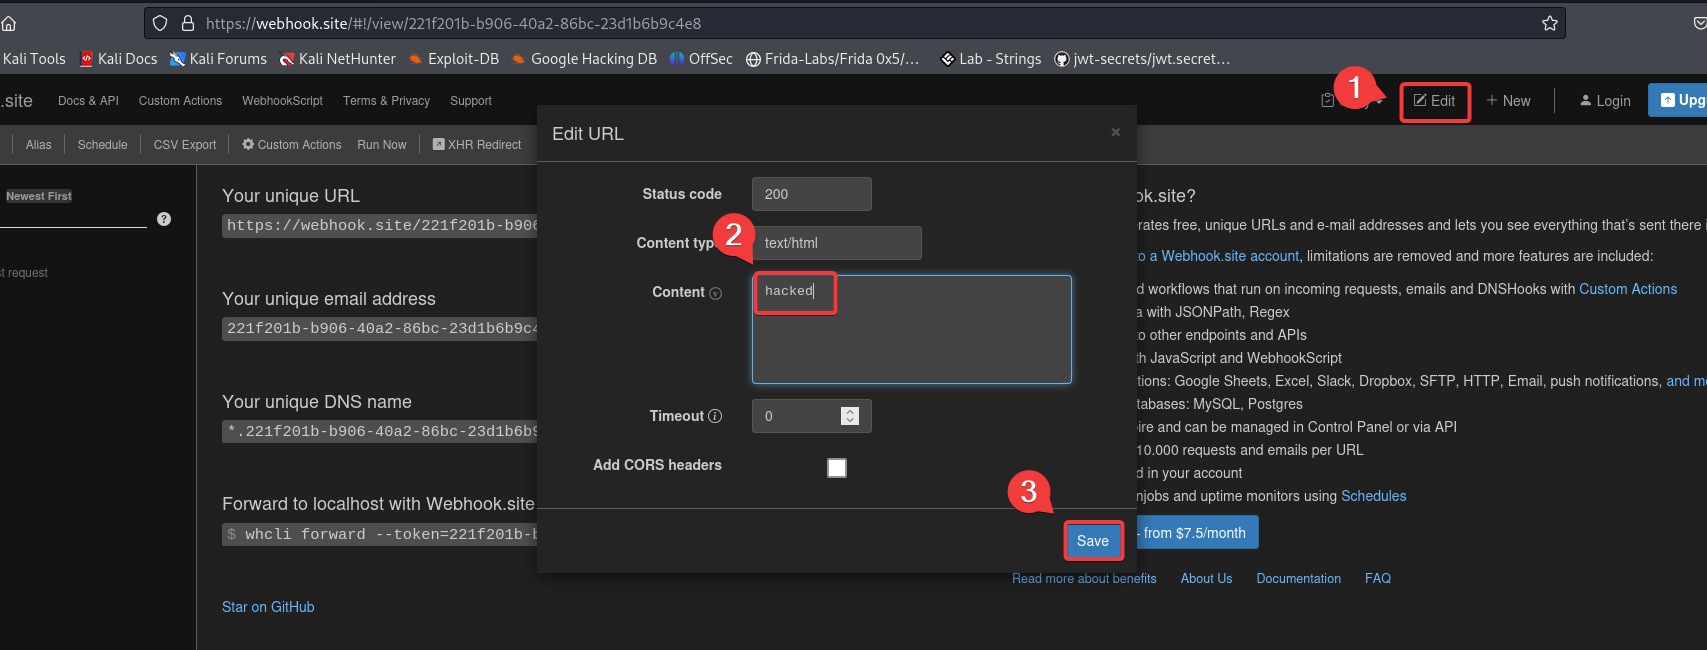 https://webhook.site/#!/view/221f201b-b906-40a2-86bc-23d1b6b9c4e8
Kali Tools Kali Docs Kali Forums Kali NetHunter Exploit-DB Google Hacking DB OffSec Frida-Labs/Frida 0x5/... Lab - Strings jwt-secrets/jwt.secret...
.site Docs & API Custom Actions WebhookScript Terms & Privacy Support 1 Edit + New Login Upg
Alias Schedule CSV Export Custom Actions Run Now XHR Redirect
Edit URL ×
Newest First
?
t request
Your unique URL
https://webhook.site/221f201b-b906
Your unique email address
221f201b-b906-40a2-86bc-23d1b6b9c4
Your unique DNS name
*.221f201b-b906-40a2-86bc-23d1b6b9
Forward to localhost with Webhook.site
$ whcli forward --token=221f201b-b
Star on GitHub
Status code 200
Content typ 2 text/html
Content hacked
Timeout 0
Add CORS headers
3
Save
ok.site?
rates free, unique URLs and e-mail addresses and lets you see everything that's sent there
o a Webhook.site account, limitations are removed and more features are included:
d workflows that run on incoming requests, emails and DNSHooks with Custom Actions
a with JSONPath, Regex
o other endpoints and APIs
th JavaScript and WebhookScript
tions: Google Sheets, Excel, Slack, Dropbox, SFTP, HTTP, Email, push notifications, and mo
tabases: MySQL, Postgres
ire and can be managed in Control Panel or via API
10.000 requests and emails per URL
d in your account
njobs and uptime monitors using Schedules
- from $7.5/month
Read more about benefits About Us Documentation FAQ